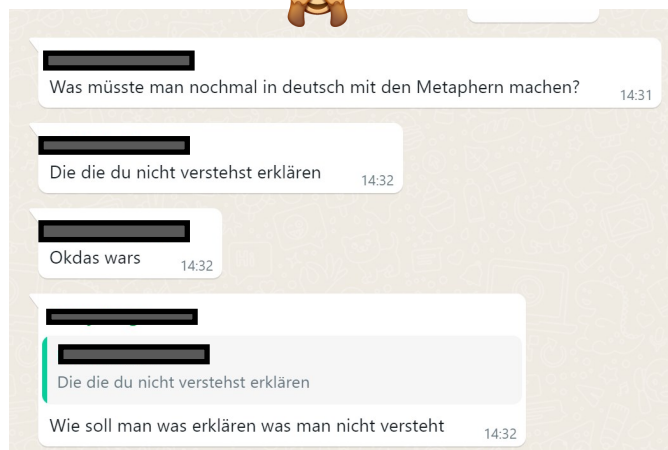 Was müsste man nochmal in deutsch mit den Metaphern machen?
14:31
Die die du nicht verstehst erklären
14:32
Okdas wars
14:32
Die die du nicht verstehst erklären
Wie soll man was erklären was man nicht versteht
14:32